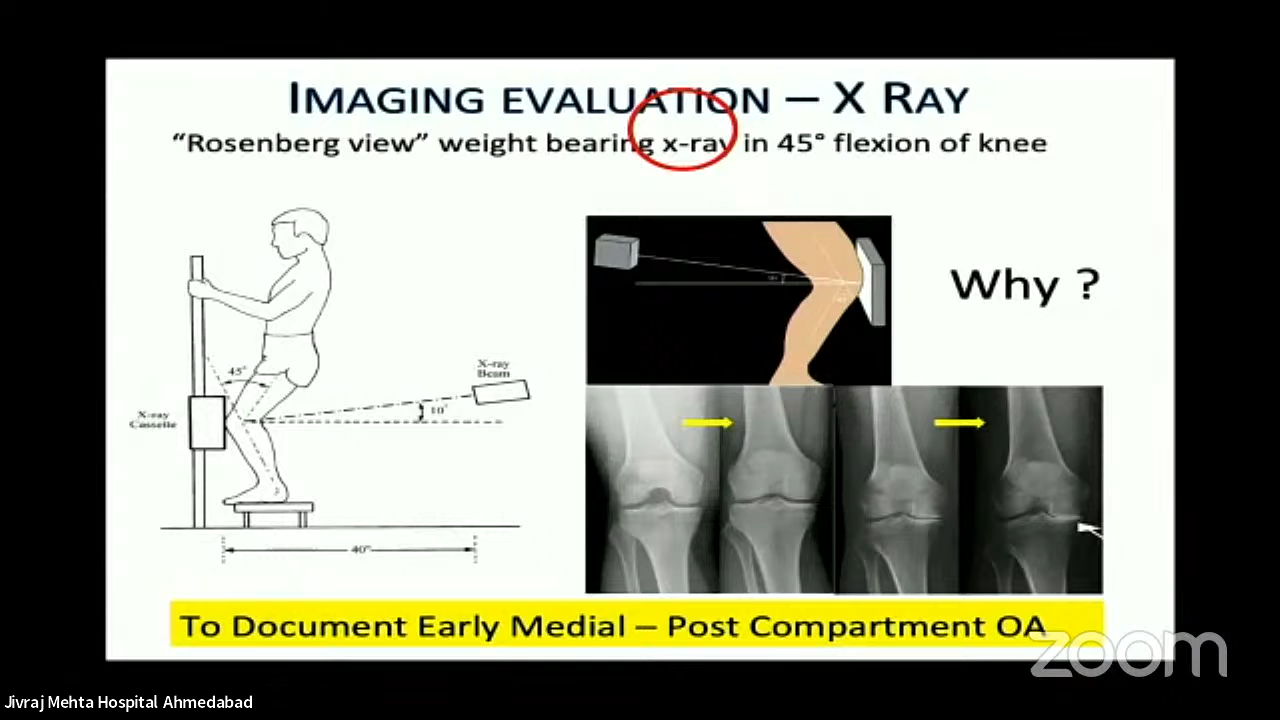 IMAGING EVALUATION – X RAY
“Rosenberg view” weight bearing x-ray in 45° flexion of knee
Why ?
45°
X-ray
Beam
10°
X-ray
Cassette
40"
To Document Early Medial – Post Compartment OA
zoom
Jivraj Mehta Hospital Ahmedabad